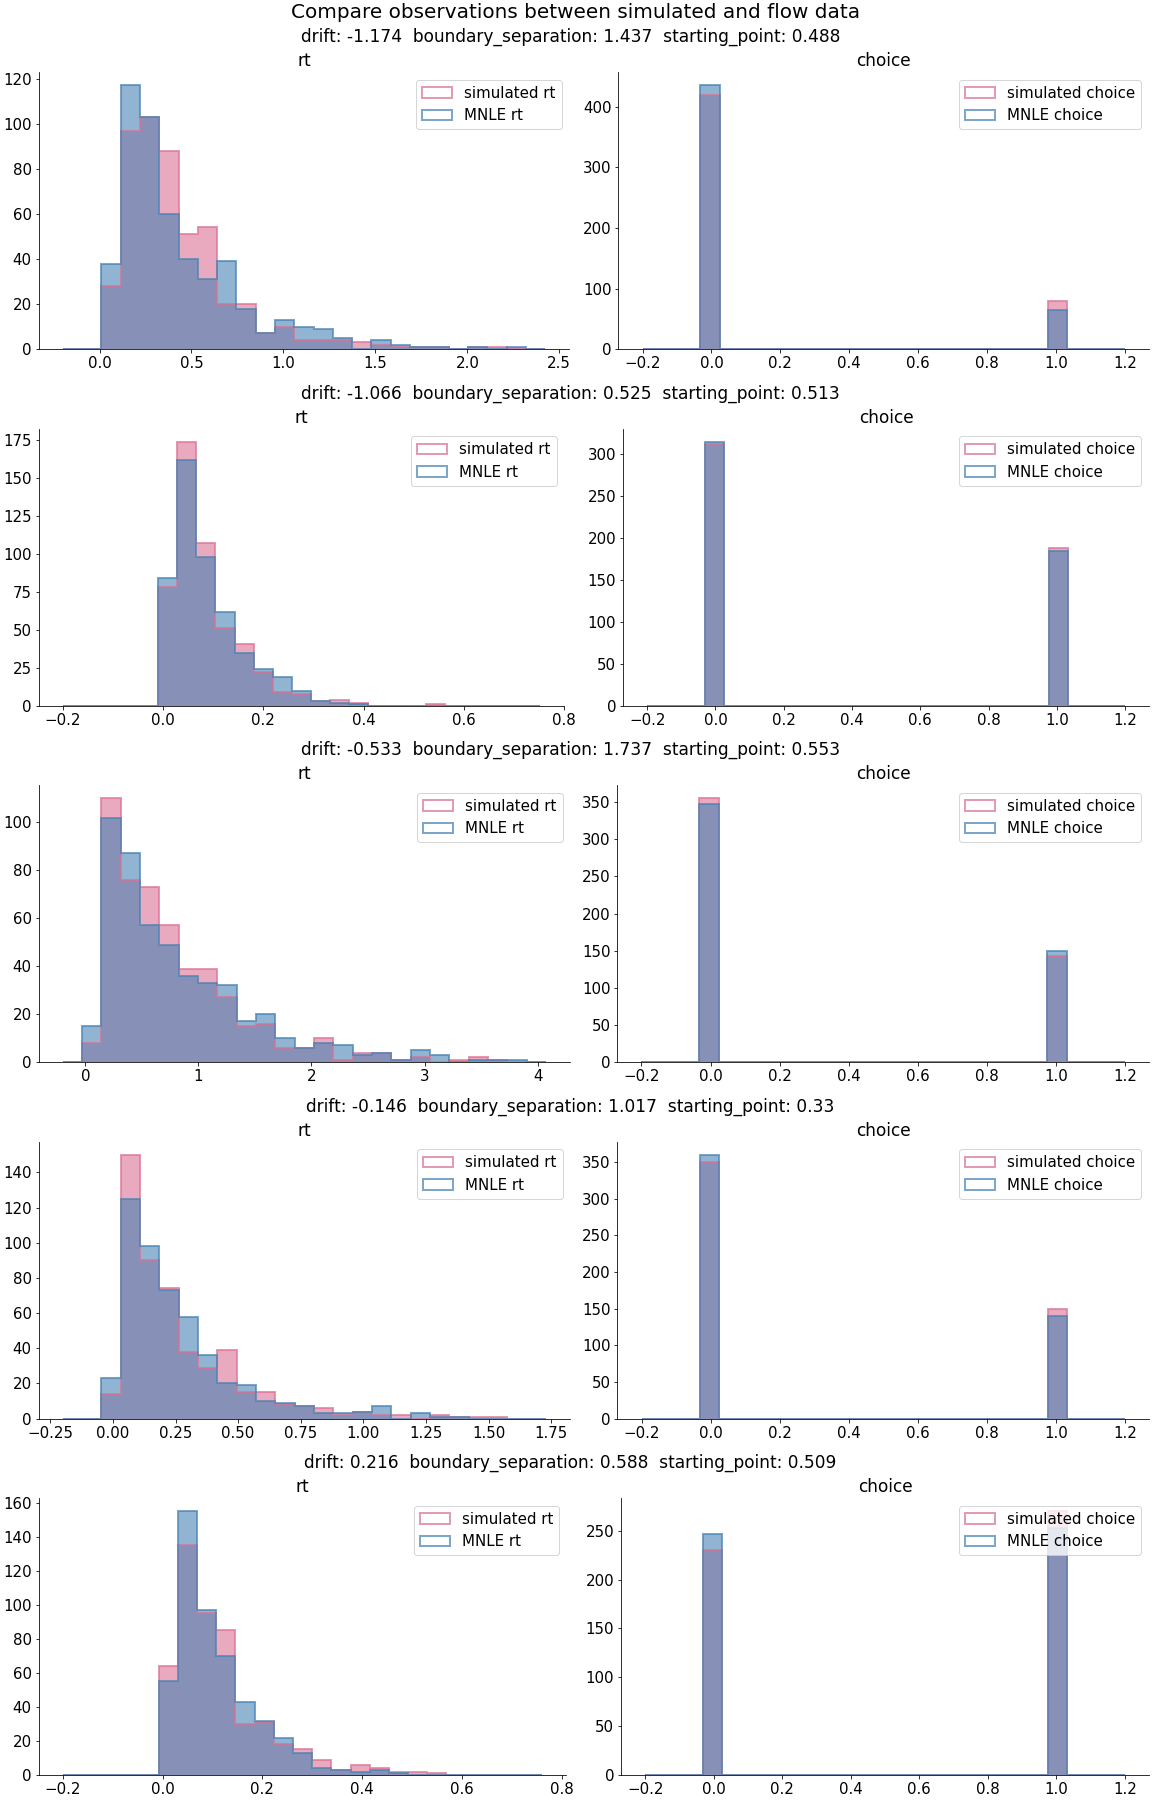 Compare observations between simulated and flow data
drift: -1.174  boundary_separation: 1.437  starting_point: 0.488
rt
choice
simulated rt
MNLE rt
simulated choice
MNLE choice
120
100
80
60
40
20
0
0.0 0.5 1.0 1.5 2.0 2.5
400
300
200
100
0
−0.2 0.0 0.2 0.4 0.6 0.8 1.0 1.2
drift: -1.066  boundary_separation: 0.525  starting_point: 0.513
rt
choice
simulated rt
MNLE rt
simulated choice
MNLE choice
175
150
125
100
75
50
25
0
−0.2 0.0 0.2 0.4 0.6 0.8
300
250
200
150
100
50
0
−0.2 0.0 0.2 0.4 0.6 0.8 1.0 1.2
drift: -0.533  boundary_separation: 1.737  starting_point: 0.553
rt
choice
simulated rt
MNLE rt
simulated choice
MNLE choice
100
80
60
40
20
0
0 1 2 3 4
350
300
250
200
150
100
50
0
−0.2 0.0 0.2 0.4 0.6 0.8 1.0 1.2
drift: -0.146  boundary_separation: 1.017  starting_point: 0.33
rt
choice
simulated rt
MNLE rt
simulated choice
MNLE choice
140
120
100
80
60
40
20
0
−0.25 0.00 0.25 0.50 0.75 1.00 1.25 1.50 1.75
350
300
250
200
150
100
50
0
−0.2 0.0 0.2 0.4 0.6 0.8 1.0 1.2
drift: 0.216  boundary_separation: 0.588  starting_point: 0.509
rt
choice
simulated rt
MNLE rt
simulated choice
MNLE choice
160
140
120
100
80
60
40
20
0
−0.2 0.0 0.2 0.4 0.6 0.8
250
200
150
100
50
0
−0.2 0.0 0.2 0.4 0.6 0.8 1.0 1.2